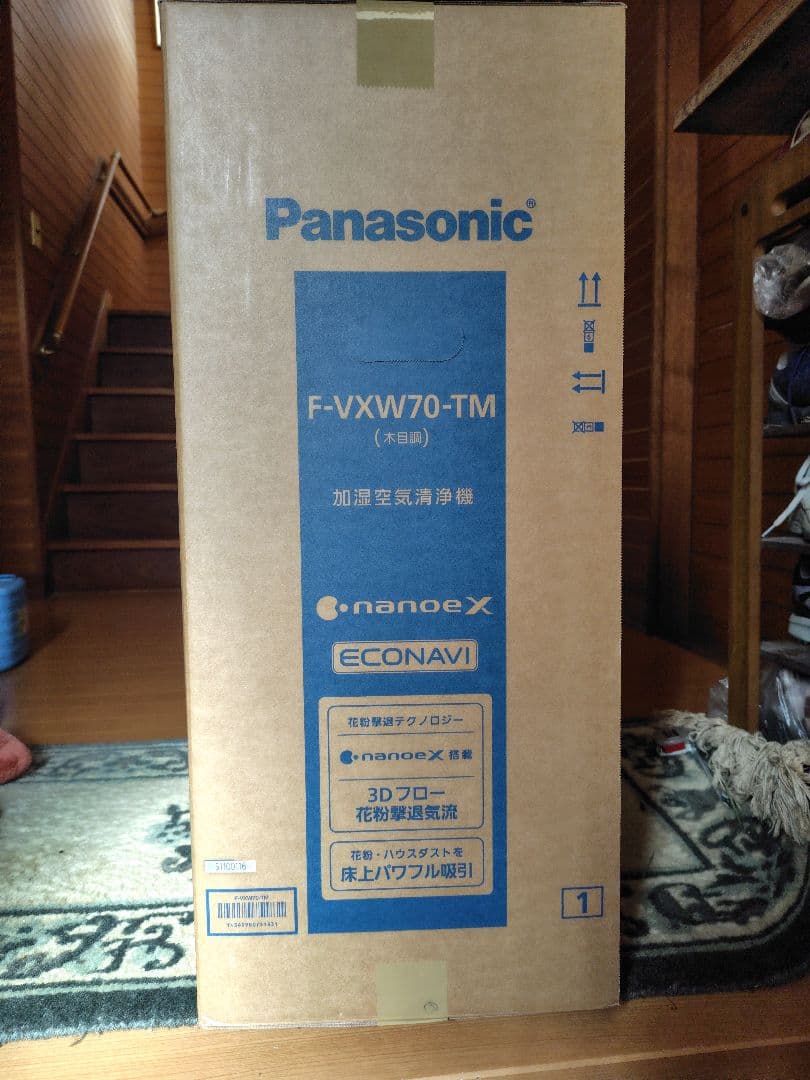 Panasonic®
F-VXW70-TM
(木目調)
加湿空気清浄機
nanoeX
ECONAVI
花粉撃退テクノロジー
nanoeX 搭載
3Dフロー
花粉撃退気流
花粉・ハウスダストを
床上パワフル吸引
51100116
F-VXW70-TM
1